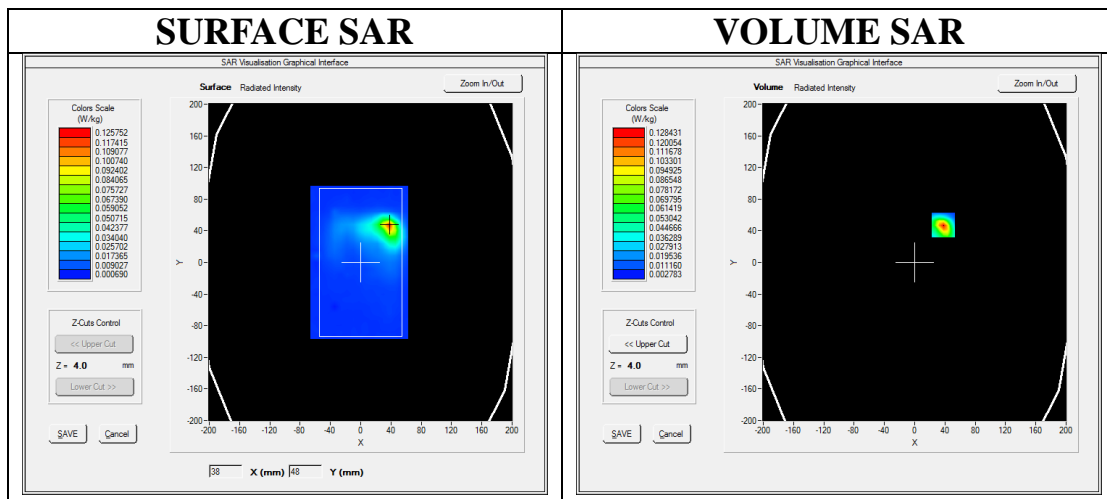 SURFACE SAR
SAR Visualisation Graphical Interface
Surface Radiated Intensity
Zoom In/Out
Colors Scale
(W/kg)
0.125752
0.117415
0.109077
0.100740
0.092402
0.084065
0.075727
0.067390
0.059052
0.050715
0.042377
0.034040
0.025702
0.017365
0.009027
0.000690
Z-Cuts Control
<< Upper Cut
Z = 4.0 mm
Lower Cut >>
SAVE Cancel
200
160
120
80
40
0
-40
-80
-120
-160
-200
Y
-200 -160 -120 -80 -40 0 40 80 120 160 200
X
38 X (mm) 48 Y (mm)
VOLUME SAR
SAR Visualisation Graphical Interface
Volume Radiated Intensity
Zoom In/Out
Colors Scale
(W/kg)
0.128431
0.120054
0.111678
0.103301
0.094925
0.086548
0.078172
0.069795
0.061419
0.053042
0.044666
0.036289
0.027913
0.019536
0.011160
0.002783
Z-Cuts Control
<< Upper Cut
Z = 4.0 mm
Lower Cut >>
SAVE Cancel
200
160
120
80
40
0
-40
-80
-120
-160
-200
Y
-200 -160 -120 -80 -40 0 40 80 120 160 200
X